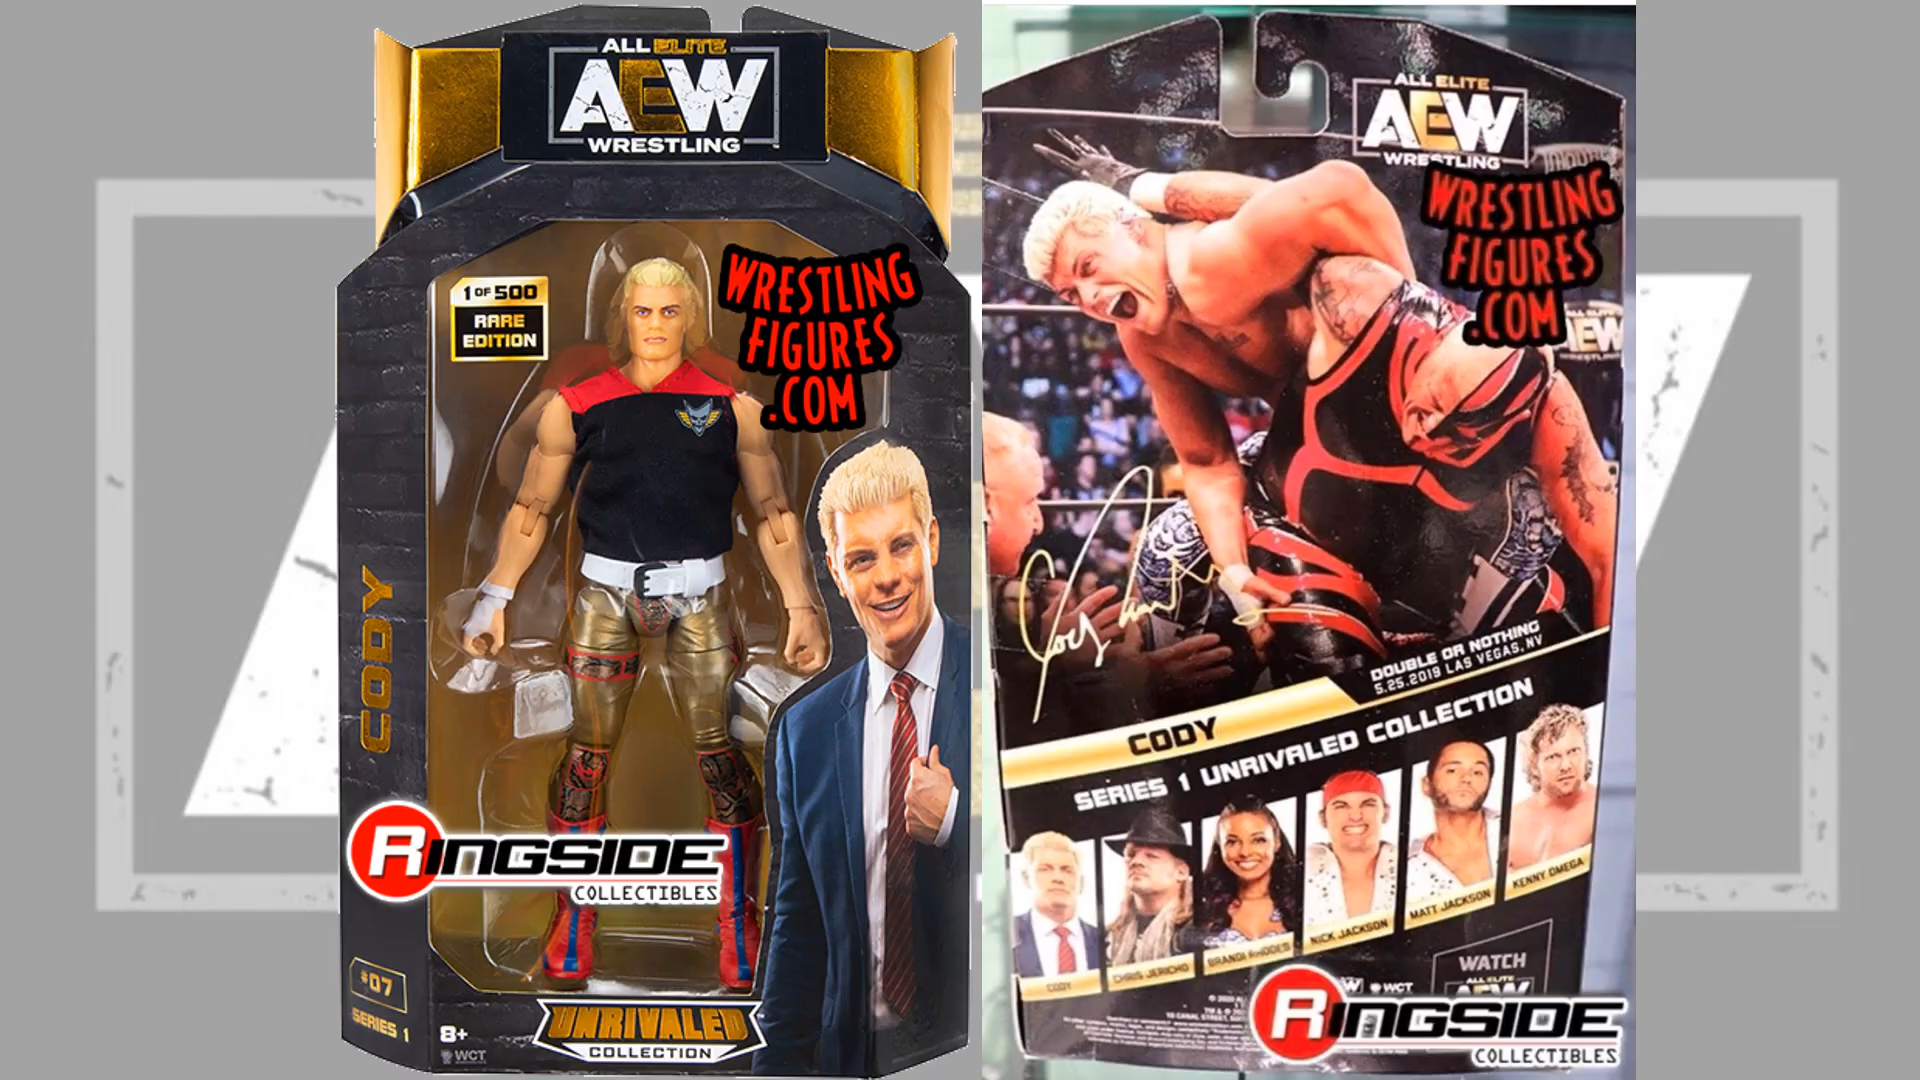 ALL ELITE
AEW
WRESTLING
1 OF 500
RARE
EDITION
WRESTLING
FIGURES
.COM
CODY
RINGSIDE
COLLECTIBLES
#07
SERIES 1
8+
WCT
UNRIVALED
COLLECTION
ALL ELITE
AEW
WRESTLING
WRESTLING
FIGURES
.COM
DOUBLE OR NOTHING
5.25.2019 LAS VEGAS, NV
CODY
SERIES 1 UNRIVALED COLLECTION
CODY
CHRIS JERICHO
BRANDI RHODES
NICK JACKSON
MATT JACKSON
KENNY OMEGA
WATCH
ALL ELITE
AEW
WCT
RINGSIDE
COLLECTIBLES